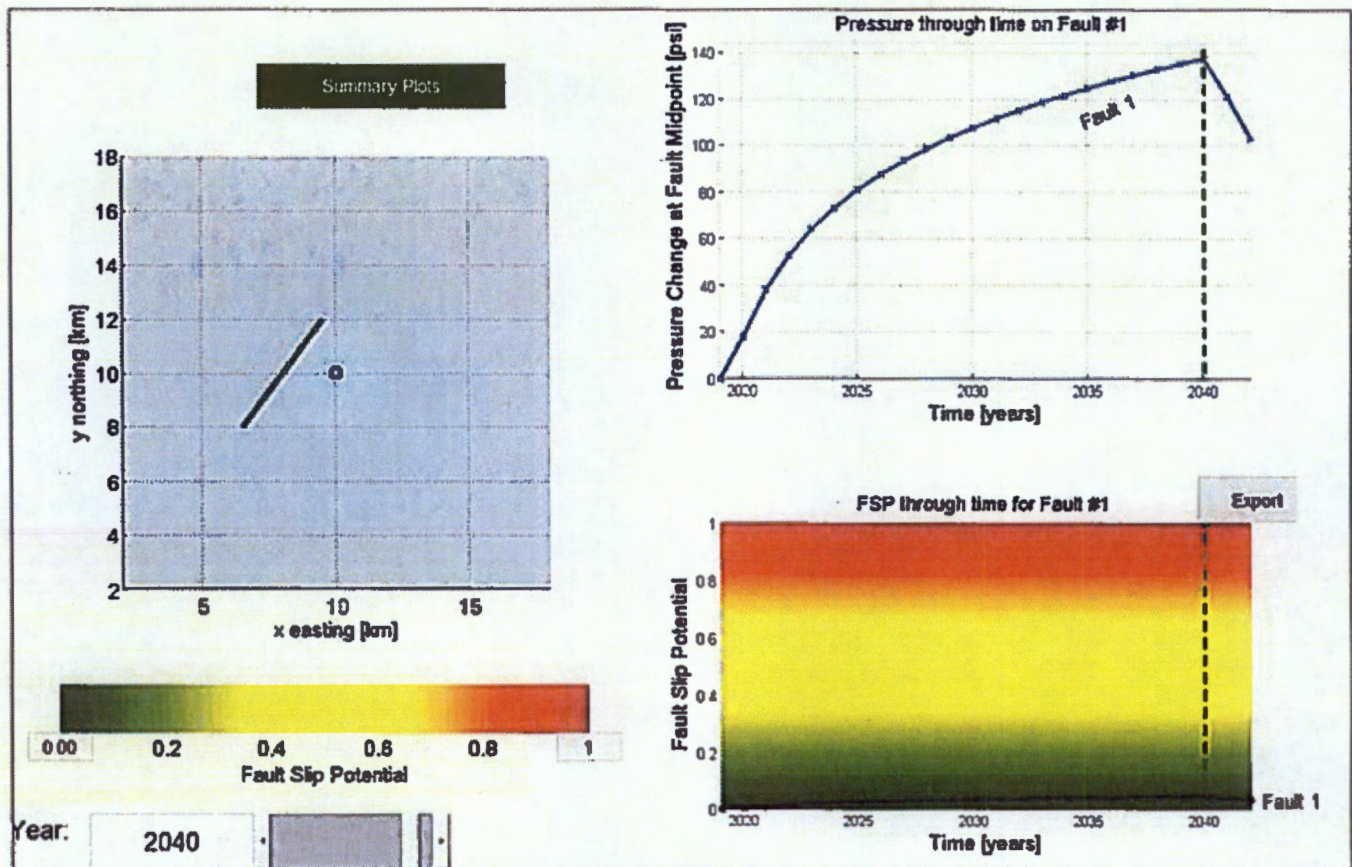 Summary Plots
18
16
14
12
10
8
6
4
2
y northing [km]
5 10 15
x easting [km]
0.00 0.2 0.4 0.6 0.8 1
Fault Slip Potential
Year: 2040
Pressure through time on Fault #1
140
120
100
80
60
40
20
0
Pressure Change at Fault Midpoint [psi]
Fault 1
2020 2025 2030 2035 2040
Time [years]
Export
FSP through time for Fault #1
1
0.8
0.6
0.4
0.2
0
Fault Slip Potential
Fault 1
2020 2025 2030 2035 2040
Time [years]